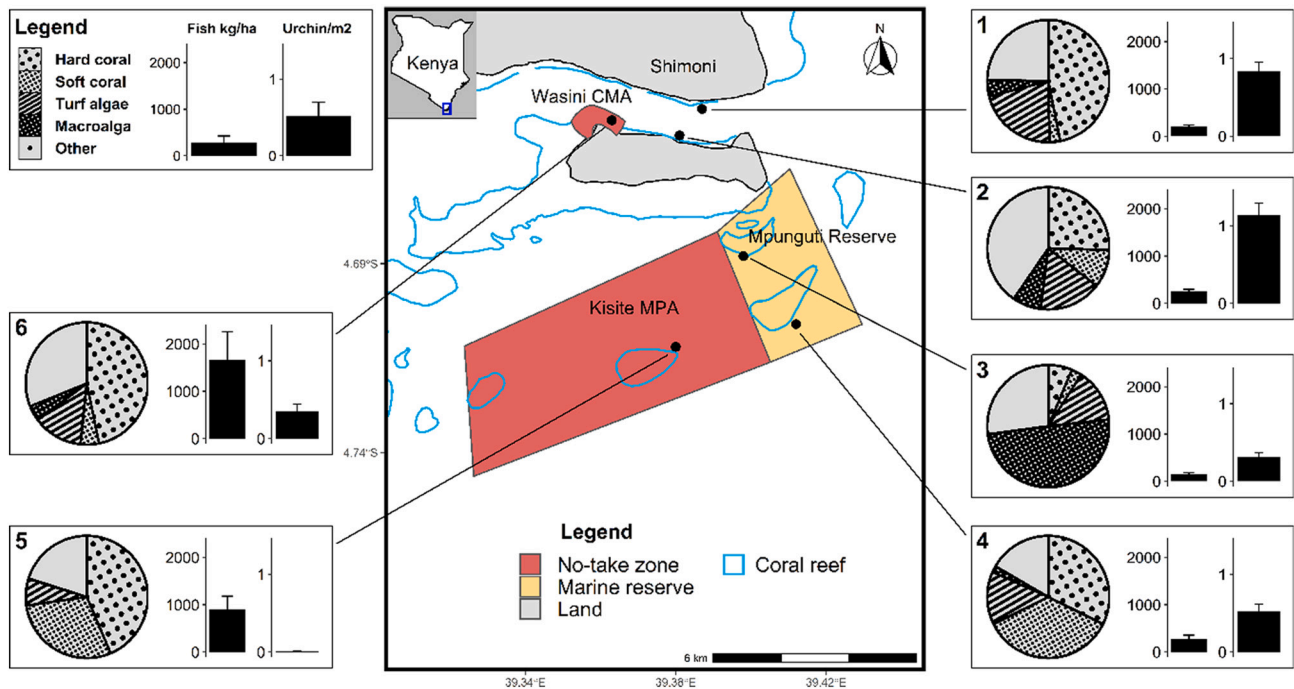 Legend
Fish kg/ha
Urchin/m2
Hard coral
Soft coral
Turf algae
Macroalga
Other
2000
1000
0
1
0
Kenya
Shimoni
Wasini CMA
N
Mpunguti Reserve
Kisite MPA
4.69°S
4.74°S
39.34°E
39.38°E
39.42°E
Legend
No-take zone
Marine reserve
Land
Coral reef
6 km
1
2000
1000
0
1
0
2
2000
1000
0
1
0
3
2000
1000
0
1
0
4
2000
1000
0
1
0
5
2000
1000
0
1
0
6
2000
1000
0
1
0